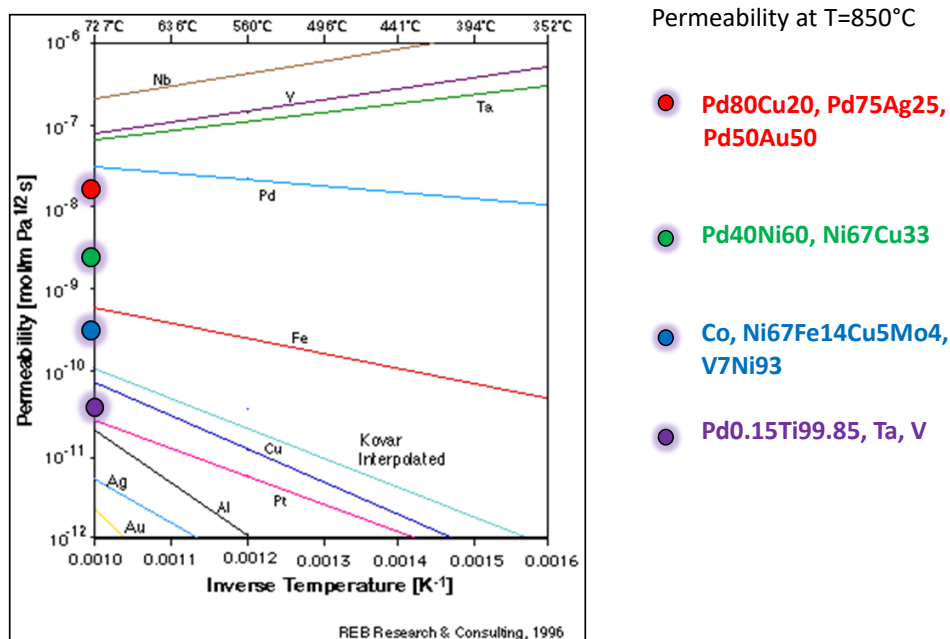 727°C 636°C 560°C 496°C 441°C 394°C 352°C
Permeability at T=850°C
10-6
Nb
V
Ta
10-7
Pd80Cu20, Pd75Ag25,
Pd50Au50
Pd
10-8
Permeability [mol/m Pa1/2 s]
Pd40Ni60, Ni67Cu33
10-9
Fe
Co, Ni67Fe14Cu5Mo4,
V7Ni93
10-10
Kovar
Interpolated
Cu
Pd0.15Ti99.85, Ta, V
10-11
Ag
Al
Pt
Au
10-12
0.0010 0.0011 0.0012 0.0013 0.0014 0.0015 0.0016
Inverse Temperature [K-1]
REB Research & Consulting, 1996